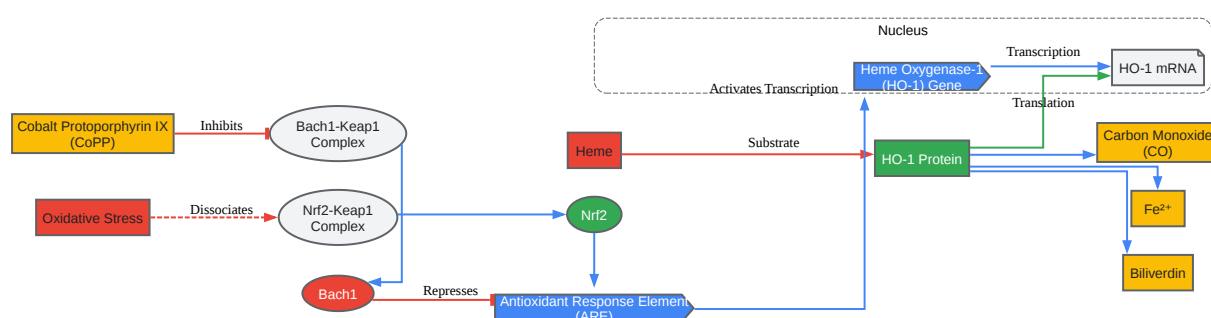 Nucleus
Transcription
Heme Oxygenase-1
(HO-1) Gene
HO-1 mRNA
Activates Transcription
Translation
Cobalt Protoporphyrin IX
(CoPP)
Inhibits
Bach1-Keap1
Complex
Heme
Substrate
HO-1 Protein
Carbon Monoxide
(CO)
Oxidative Stress
Dissociates
Nrf2-Keap1
Complex
Nrf2
Fe²⁺
Biliverdin
Bach1
Represses
Antioxidant Response Element
(ARE)